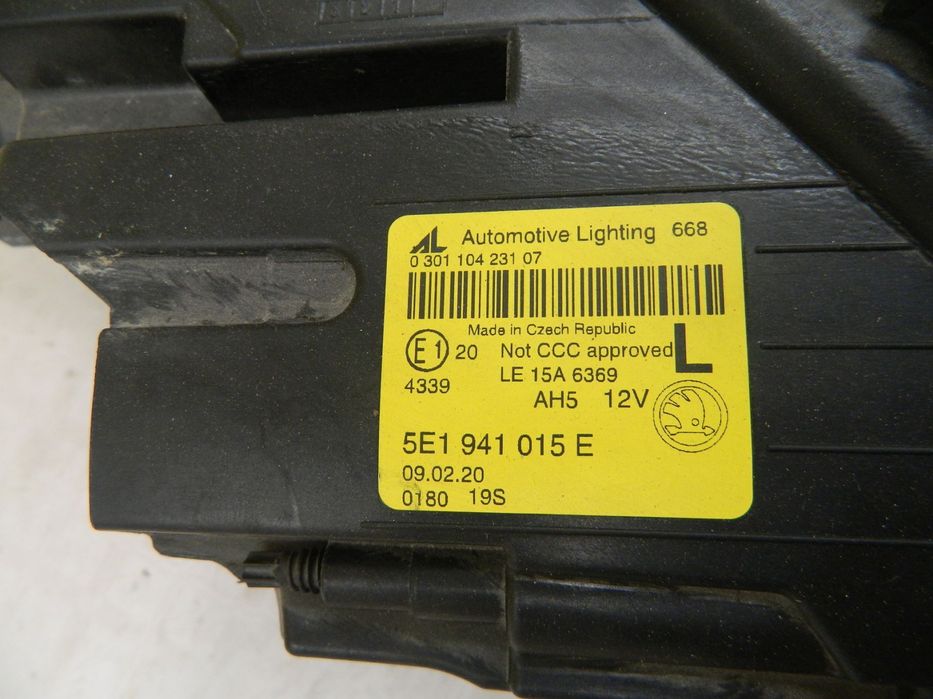 AL Automotive Lighting 668
0 301 104 231 07
Made in Czech Republic
E1 20 Not CCC approved L
4339 LE 15A 6369
AH5 12V
5E1 941 015 E
09.02.20
0180 19S